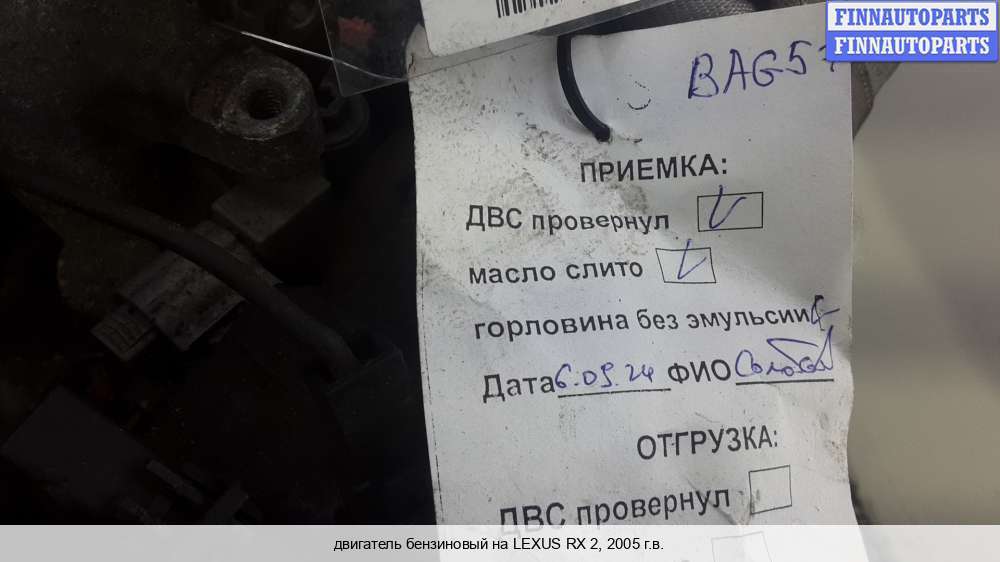 FINNAUTOPARTS
FINNAUTOPARTS
ПРИЕМКА:
ДВС провернул
масло слито
горловина без эмульсии
Дата 6.09.24 ФИО
ОТГРУЗКА:
ДВС провернул
двигатель бензиновый на LEXUS RX 2, 2005 г.в.